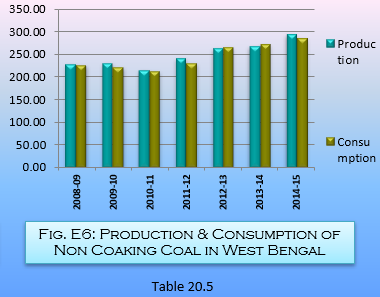 350.00
300.00
250.00
200.00
150.00
100.00
50.00
0.00
2008-09
2009-10
2010-11
2011-12
2012-13
2013-14
2014-15
Produc
tion
Consu
mption
Fig. E6: Production & Consumption of
Non Coaking Coal in West Bengal
Table 20.5